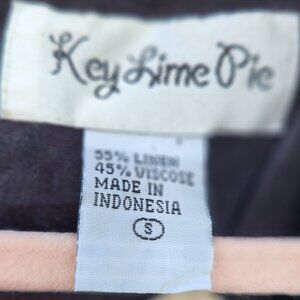 Key Lime Pie
55% LINEN
45% VISCOSE
MADE IN
INDONESIA
S